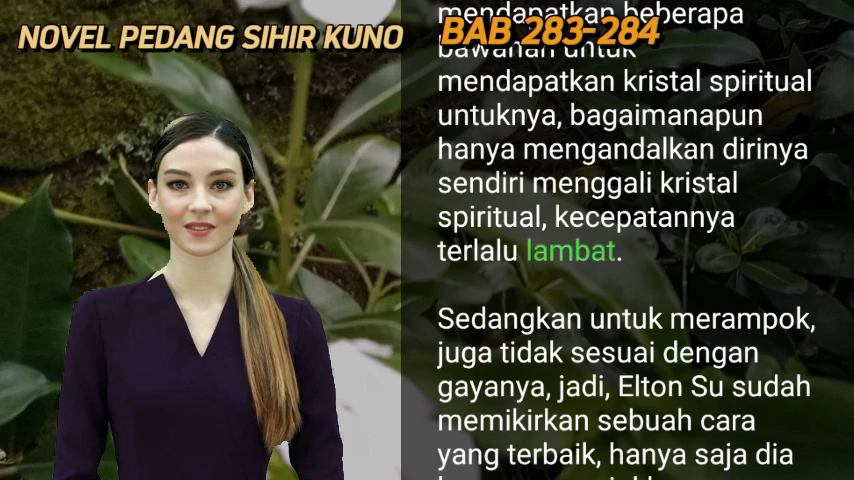 NOVEL PEDANG SIHIR KUNO
BAB 283-284
mendapatkan beberapa
bawahan untuk
mendapatkan kristal spiritual
untuknya, bagaimanapun
hanya mengandalkan dirinya
sendiri menggali kristal
spiritual, kecepatannya
terlalu lambat.
Sedangkan untuk merampok,
juga tidak sesuai dengan
gayanya, jadi, Elton Su sudah
memikirkan sebuah cara
yang terbaik, hanya saja dia